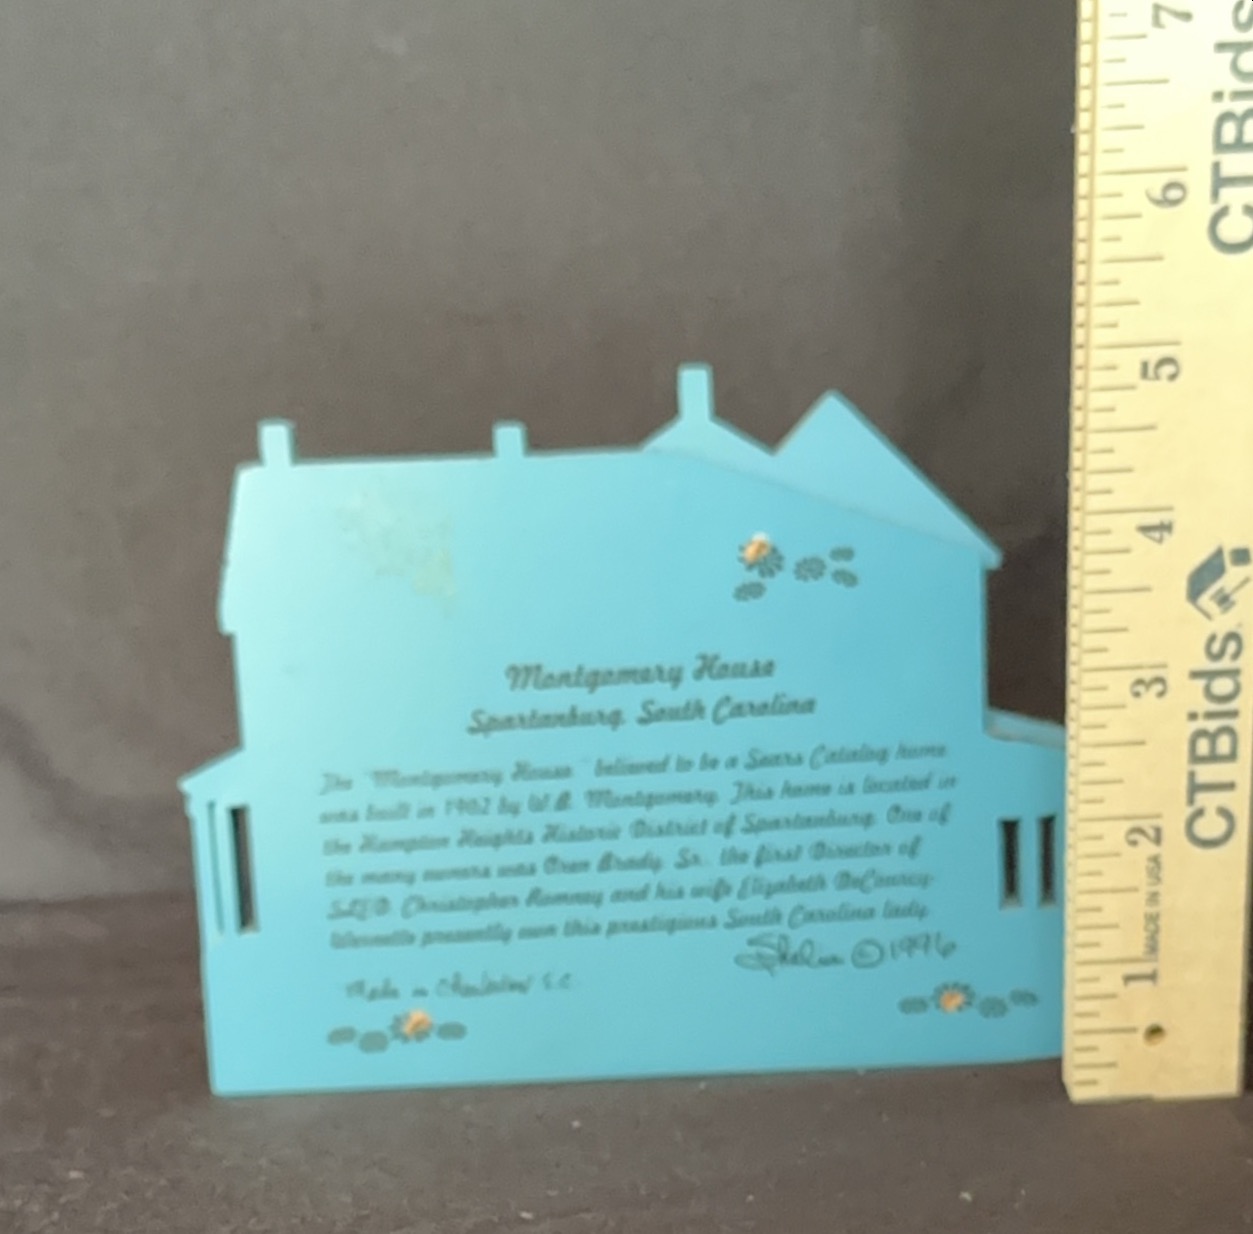 Montgomery House
Spartanburg, South Carolina
The "Montgomery House" believed to be a Sears Catalog home
was built in 1902 by W.A. Montgomery. This home is located in
the Hampton Heights Historic District of Spartanburg. One of
the many owners was Oren Brady, Sr., the first Director of
S.L.E.D. Christopher Romney and his wife Elizabeth DeCourcy
presently own this prestigious South Carolina lady.
© 1996
Made in S.C.
7
6
5
4
3
2
1
MADE IN USA
CTBids
CTBids.